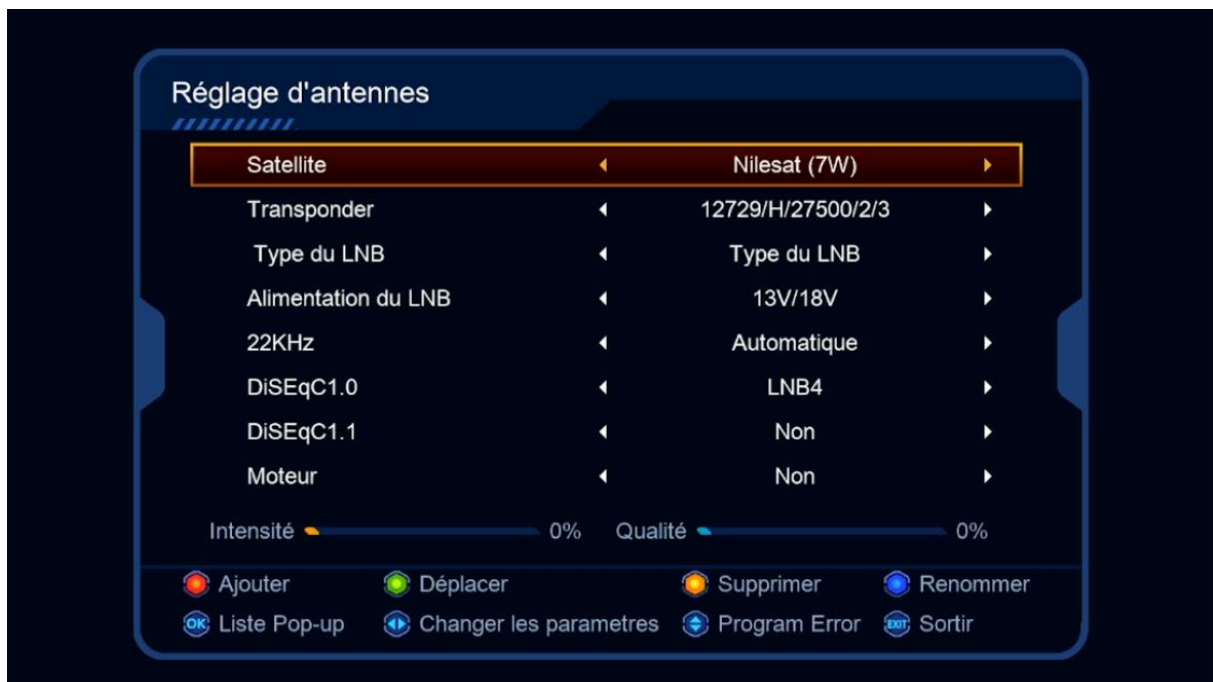 Réglage d'antennes
Satellite Nilesat (7W)
Transponder 12729/H/27500/2/3
Type du LNB Type du LNB
Alimentation du LNB 13V/18V
22KHz Automatique
DiSEqC1.0 LNB4
DiSEqC1.1 Non
Moteur Non
Intensité 0% Qualité 0%
Ajouter Déplacer Supprimer Renommer
OK Liste Pop-up Changer les parametres Program Error EXIT Sortir